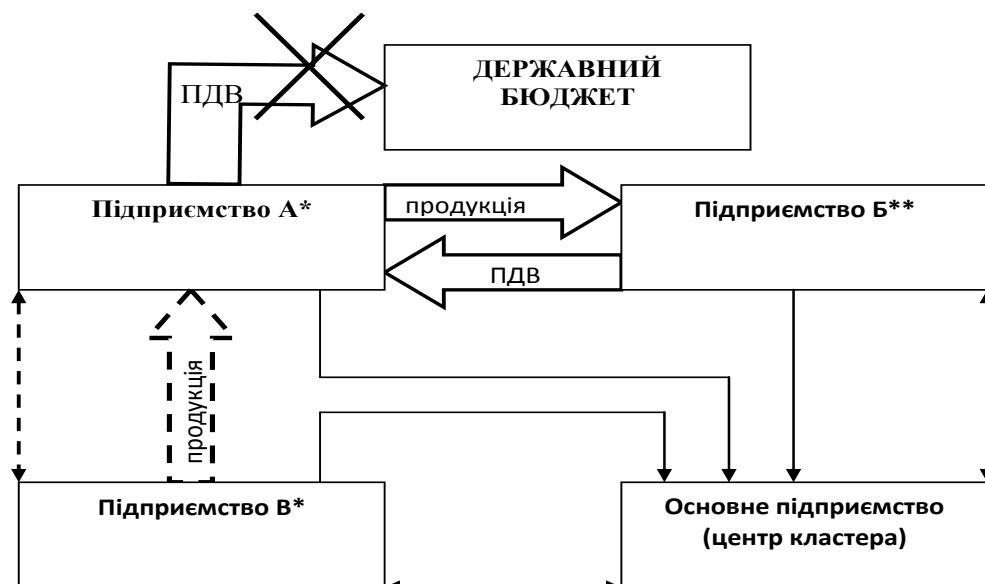 ПДВ
ДЕРЖАВНИЙ
БЮДЖЕТ
Підприємство А*
продукція
Підприємство Б**
ПДВ
продукція
Підприємство В*
Основне підприємство
(центр кластера)